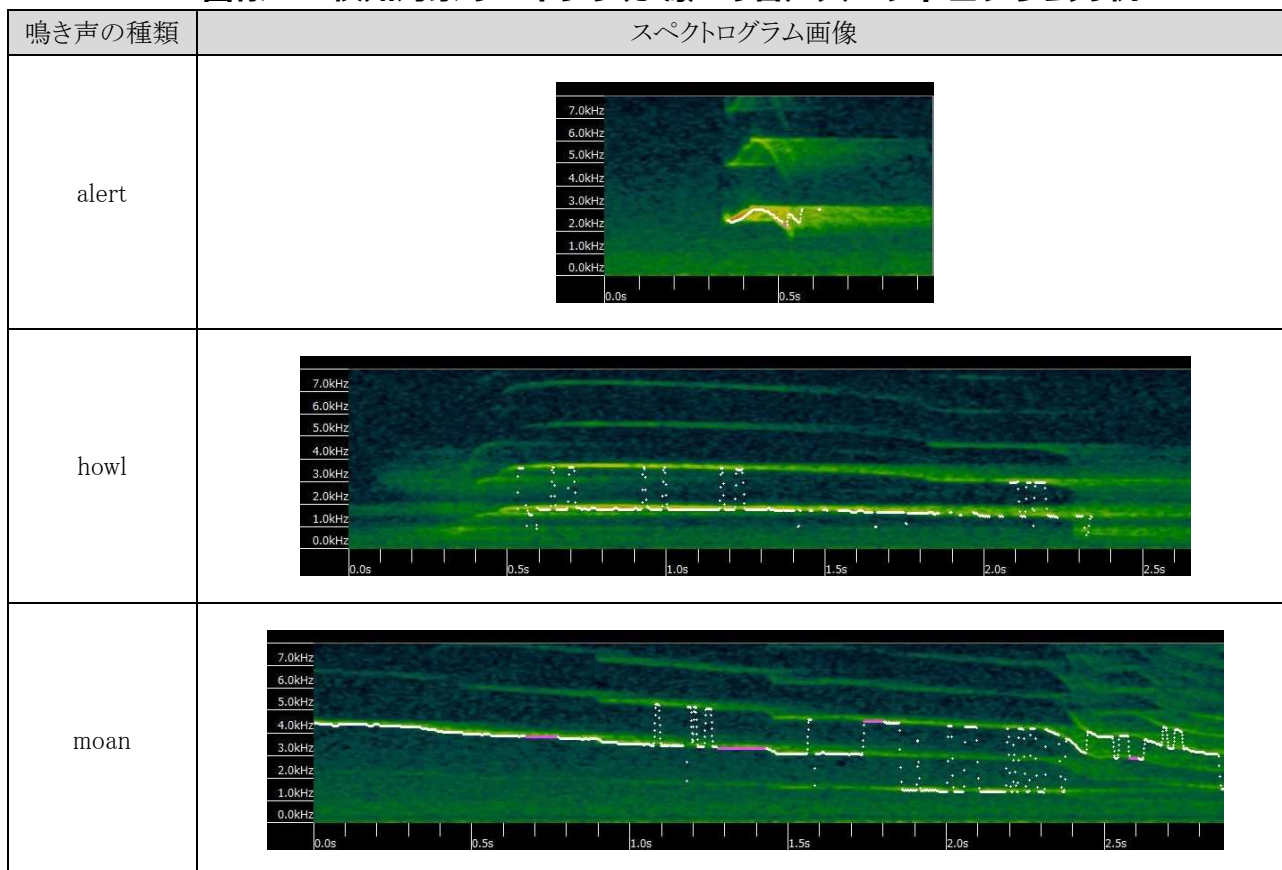 鳴き声の種類 スペクトログラム画像
alert
7.0kHz
6.0kHz
5.0kHz
4.0kHz
3.0kHz
2.0kHz
1.0kHz
0.0kHz
0.0s 0.5s
howl
7.0kHz
6.0kHz
5.0kHz
4.0kHz
3.0kHz
2.0kHz
1.0kHz
0.0kHz
0.0s 0.5s 1.0s 1.5s 2.0s 2.5s
moan
7.0kHz
6.0kHz
5.0kHz
4.0kHz
3.0kHz
2.0kHz
1.0kHz
0.0kHz
0.0s 0.5s 1.0s 1.5s 2.0s 2.5s